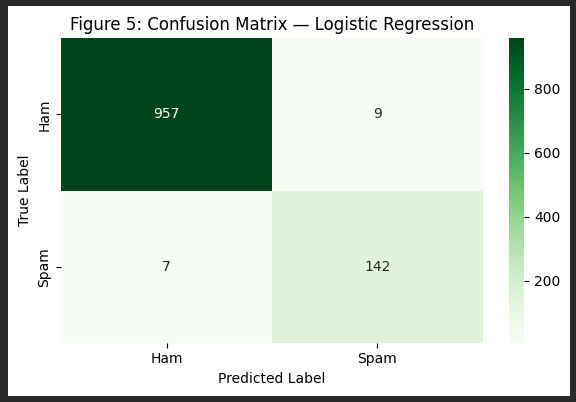 Figure 5: Confusion Matrix — Logistic Regression
True Label
Ham
957
9
Spam
7
142
Ham
Spam
Predicted Label
800
600
400
200